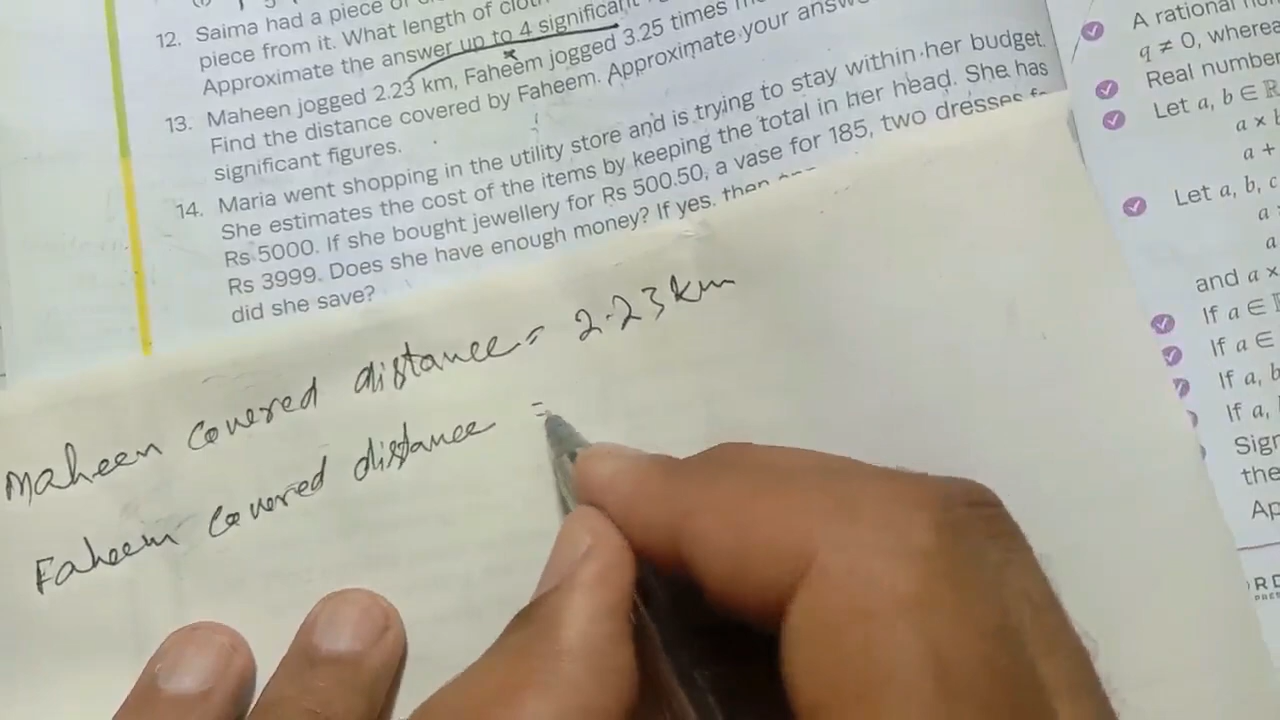 12. Saima had a piece of
piece from it. What length of
Approximate the answer up to 4 significant
13. Maheen jogged 2.23 km, Faheem jogged 3.25 times
Find the distance covered by Faheem. Approximate your
significant figures.
14. Maria went shopping in the utility store and is trying to stay within her budget.
She estimates the cost of the items by keeping the total in her head. She has
Rs 5000. If she bought jewellery for Rs 500.50, a vase for 185, two dresses
Rs 3999. Does she have enough money? If yes, then
did she save?
Maheen covered distance = 2.23 km
Faheem covered distance =
A rational
q ≠ 0, wherea
Real number
Let a, b ∈ ℝ
a ×
a +
Let a, b, c
a
a
and a ×
If a ∈
If a ∈
If a, b
If a,
Sigr
the
Ap